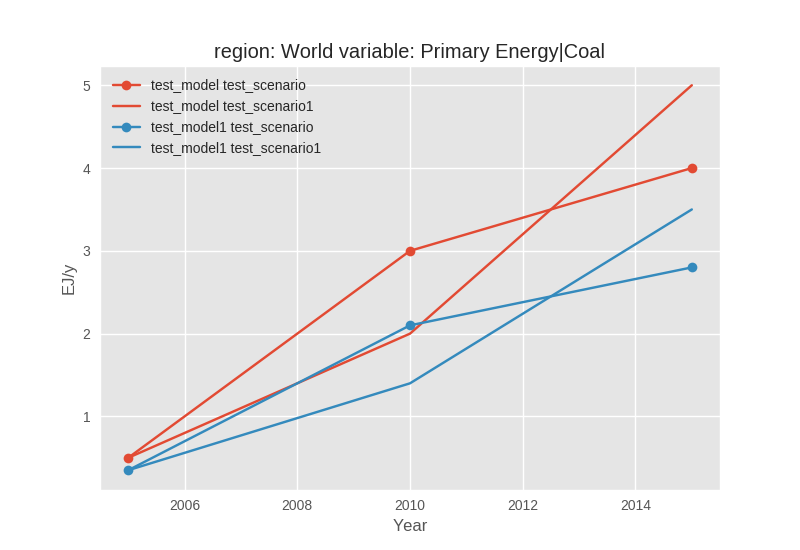 region: World variable: Primary Energy|Coal
test_model test_scenario
test_model test_scenario1
test_model1 test_scenario
test_model1 test_scenario1
5
4
3
2
1
EJ/y
2006 2008 2010 2012 2014
Year